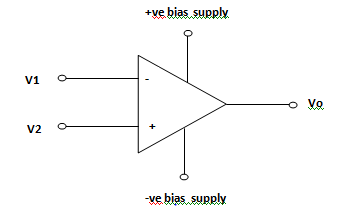 +ve bias supply
V1
-
Vo
V2
+
-ve bias supply